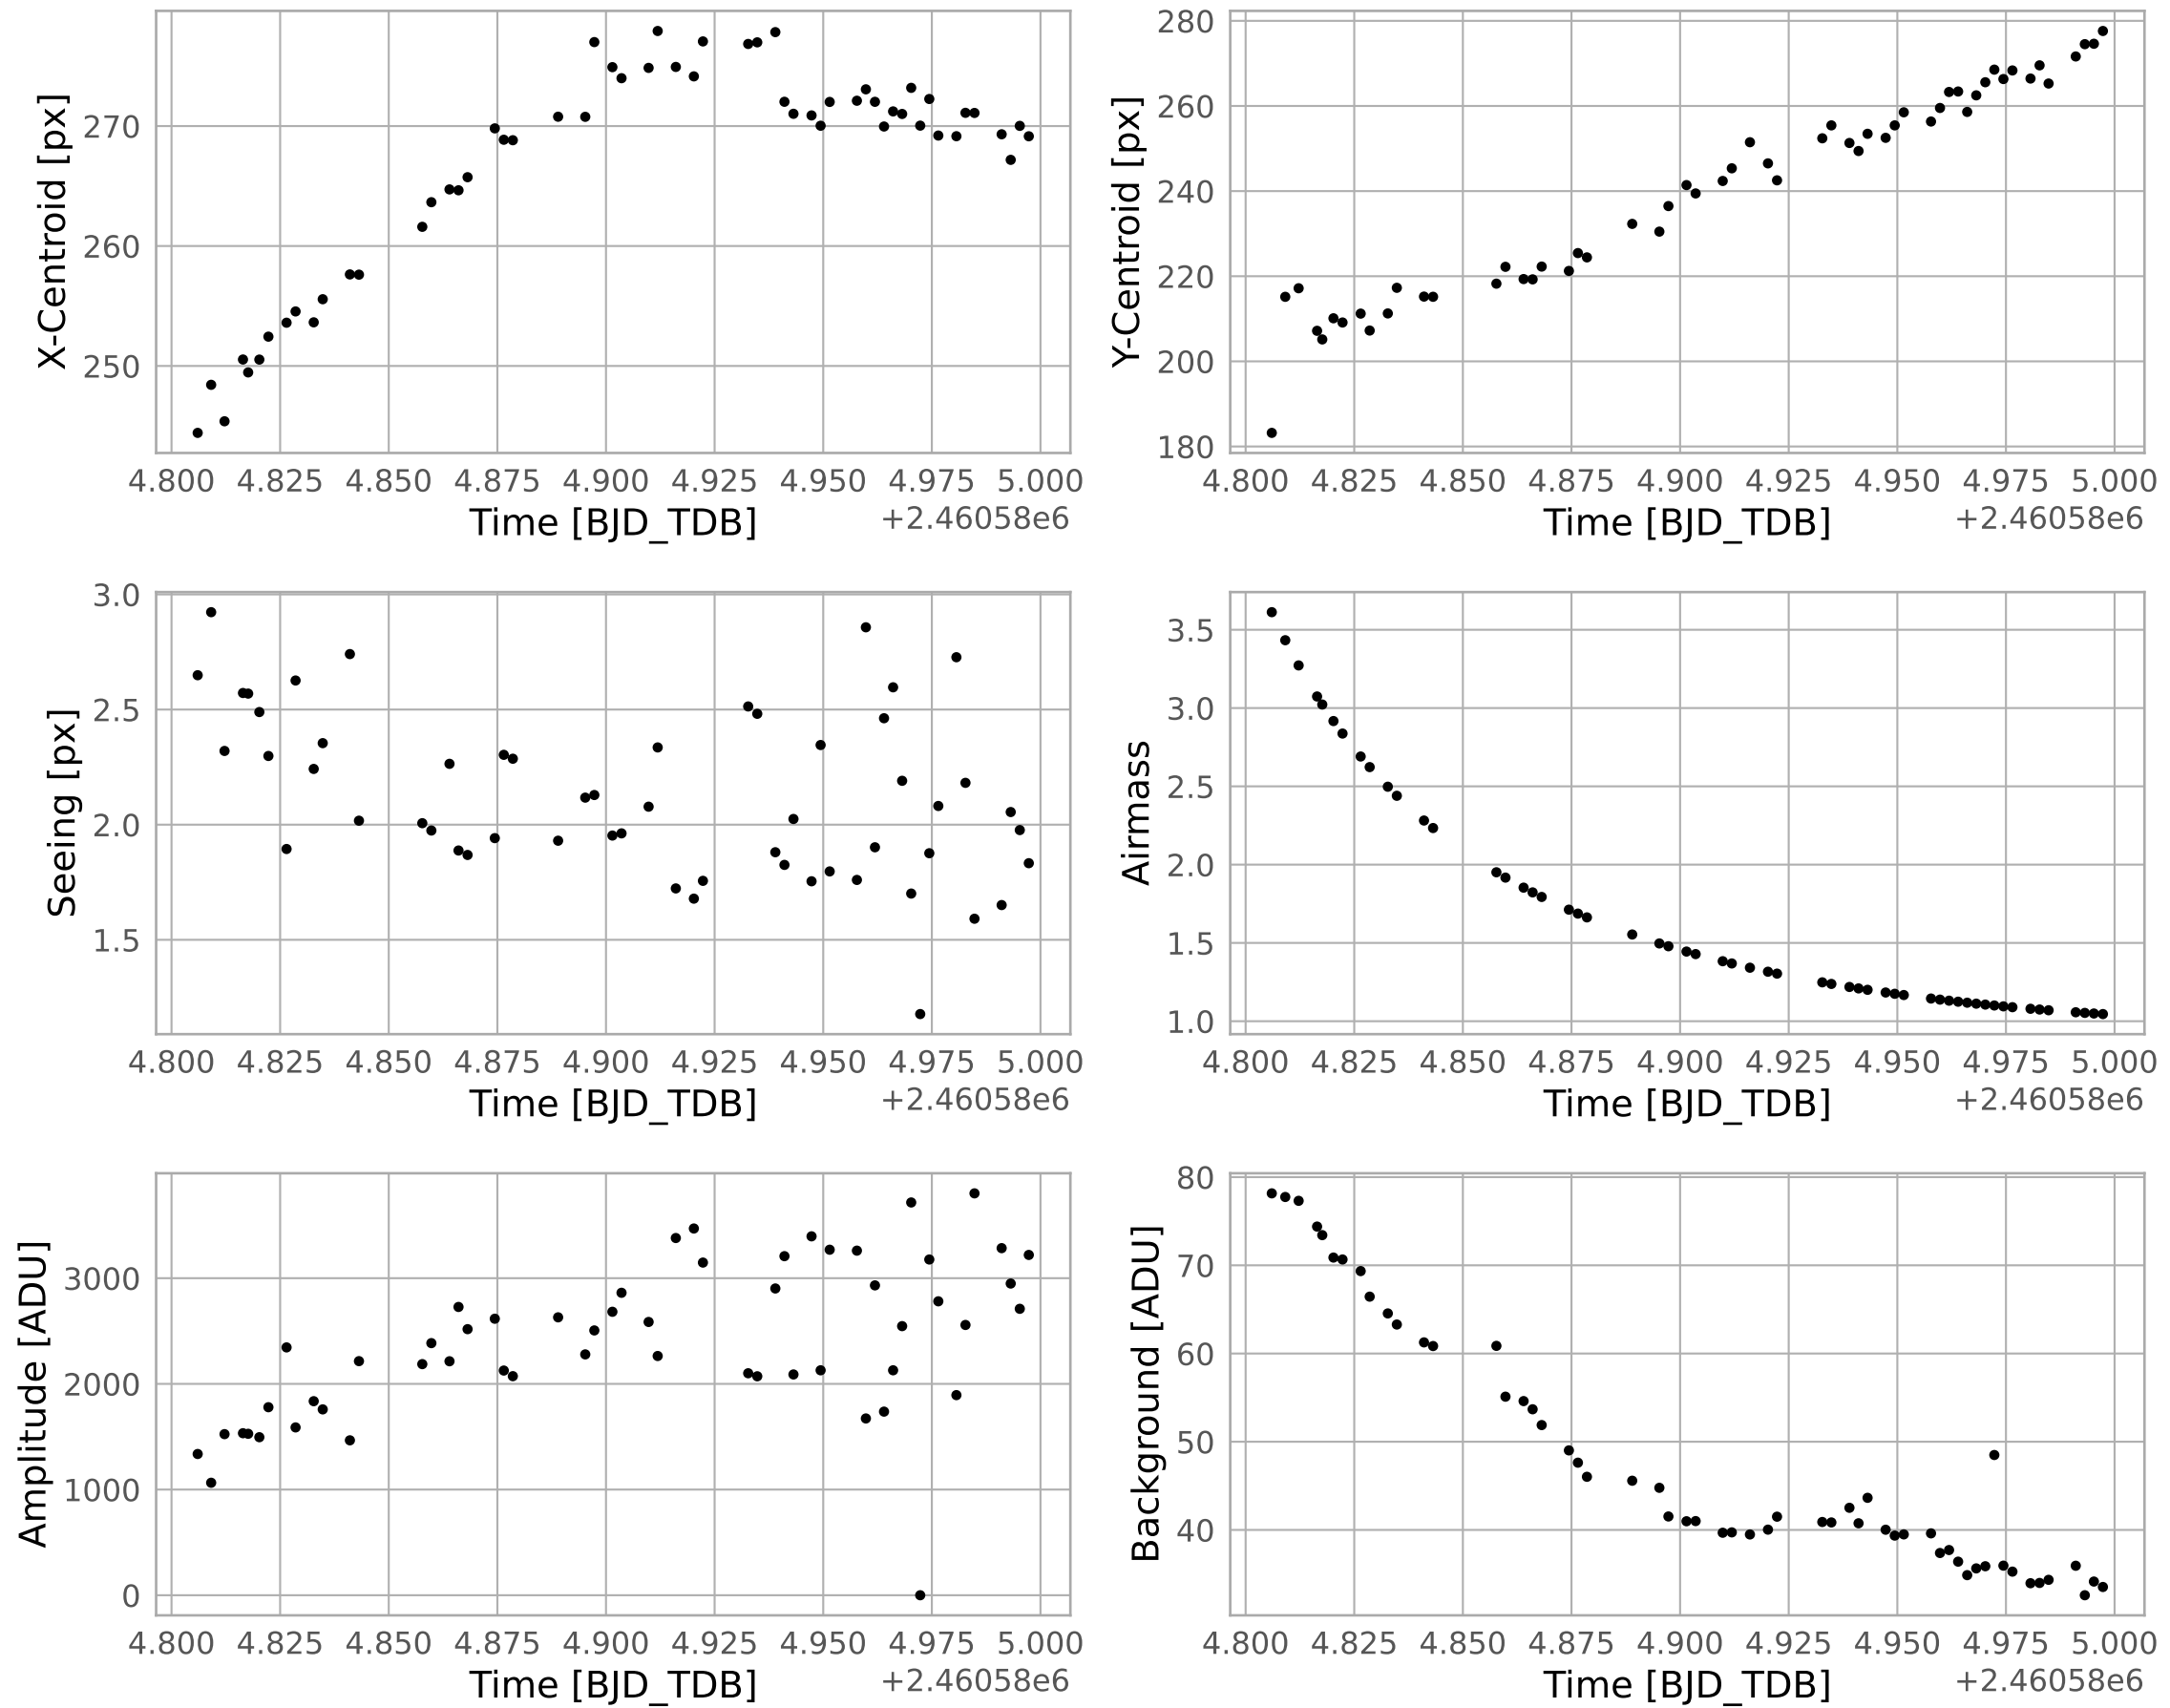 X-Centroid [px]
270
260
250
4.800 4.825 4.850 4.875 4.900 4.925 4.950 4.975 5.000
Time [BJD_TDB]
+2.46058e6
Y-Centroid [px]
280
260
240
220
200
180
4.800 4.825 4.850 4.875 4.900 4.925 4.950 4.975 5.000
Time [BJD_TDB]
+2.46058e6
Seeing [px]
3.0
2.5
2.0
1.5
4.800 4.825 4.850 4.875 4.900 4.925 4.950 4.975 5.000
Time [BJD_TDB]
+2.46058e6
Airmass
3.5
3.0
2.5
2.0
1.5
1.0
4.800 4.825 4.850 4.875 4.900 4.925 4.950 4.975 5.000
Time [BJD_TDB]
+2.46058e6
Amplitude [ADU]
3000
2000
1000
0
4.800 4.825 4.850 4.875 4.900 4.925 4.950 4.975 5.000
Time [BJD_TDB]
+2.46058e6
Background [ADU]
80
70
60
50
40
4.800 4.825 4.850 4.875 4.900 4.925 4.950 4.975 5.000
Time [BJD_TDB]
+2.46058e6